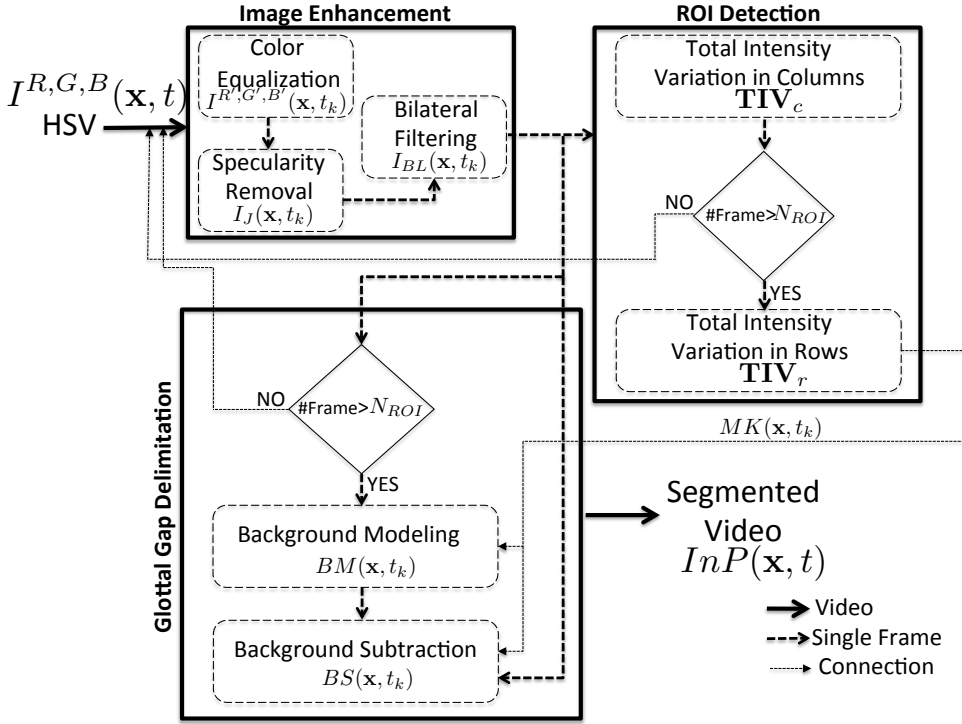 Image Enhancement
ROI Detection
Color
Equalization
I^{R',G',B'}(x, t_k)
Specularity
Removal
I_J(x, t_k)
Bilateral
Filtering
I_{BL}(x, t_k)
I^{R,G,B}(x, t)
HSV
Total Intensity
Variation in Columns
TIV_c
NO
#Frame>N_{ROI}
YES
Total Intensity
Variation in Rows
TIV_r
MK(x, t_k)
Glottal Gap Delimitation
NO
#Frame>N_{ROI}
YES
Background Modeling
BM(x, t_k)
Background Subtraction
BS(x, t_k)
Segmented
Video
InP(x, t)
Video
Single Frame
Connection